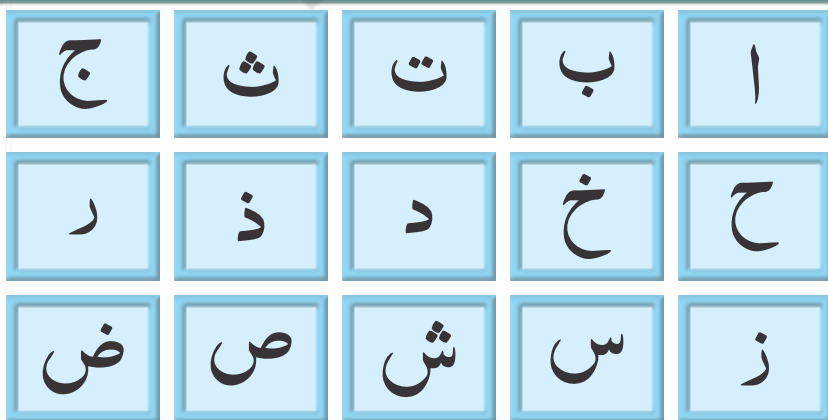 ا ب ت ث ج
ح خ د ذ ر
ز س ش ص ض